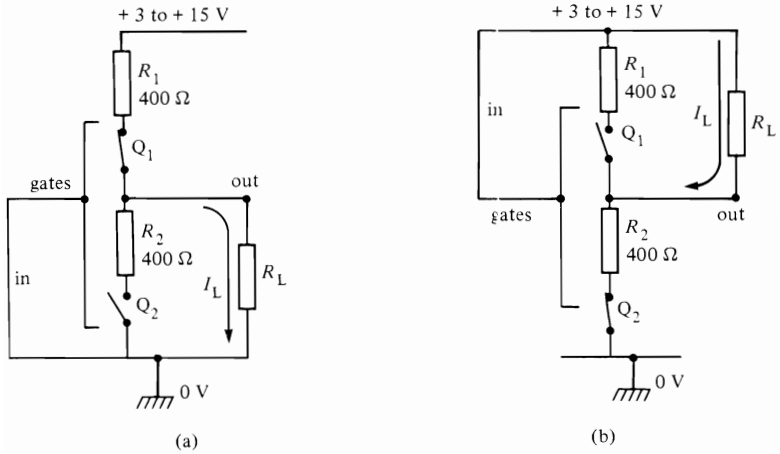 + 3 to + 15 V
R1
400 Ω
Q1
gates
out
R2
400 Ω
in
IL
RL
Q2
0 V
(a)
+ 3 to + 15 V
R1
400 Ω
in
IL
RL
Q1
gates
out
R2
400 Ω
Q2
0 V
(b)